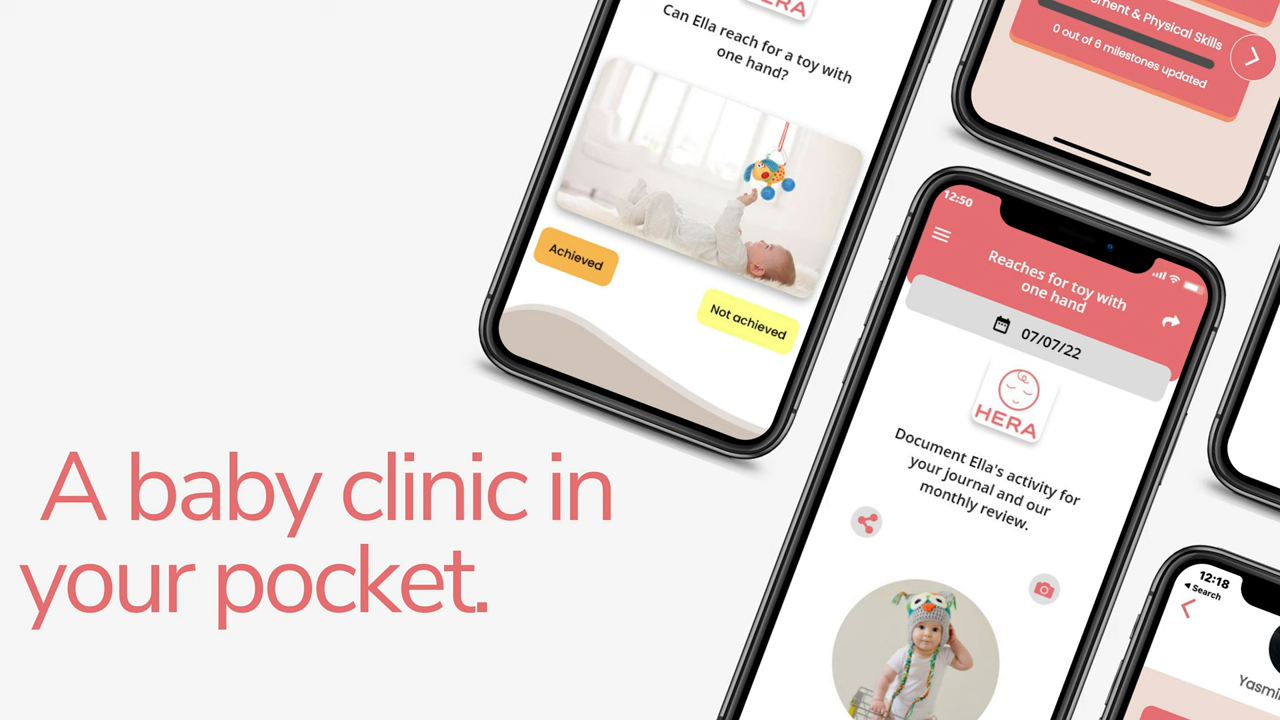 HERA
Can Ella reach for a toy with
one hand?
Achieved
Not achieved
& Physical Skills
0 out of 6 milestones updated
12:50
Reaches for toy with
one hand
07/07/22
HERA
Document Ella's activity for
your journal and our
monthly review.
12:18
Search
A baby clinic in
your pocket.